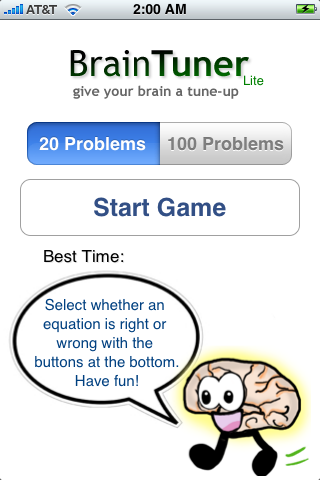 AT&T 2:00 AM
BrainTuner
Lite
give your brain a tune-up
20 Problems 100 Problems
Start Game
Best Time:
Select whether an
equation is right or
wrong with the
buttons at the bottom.
Have fun!